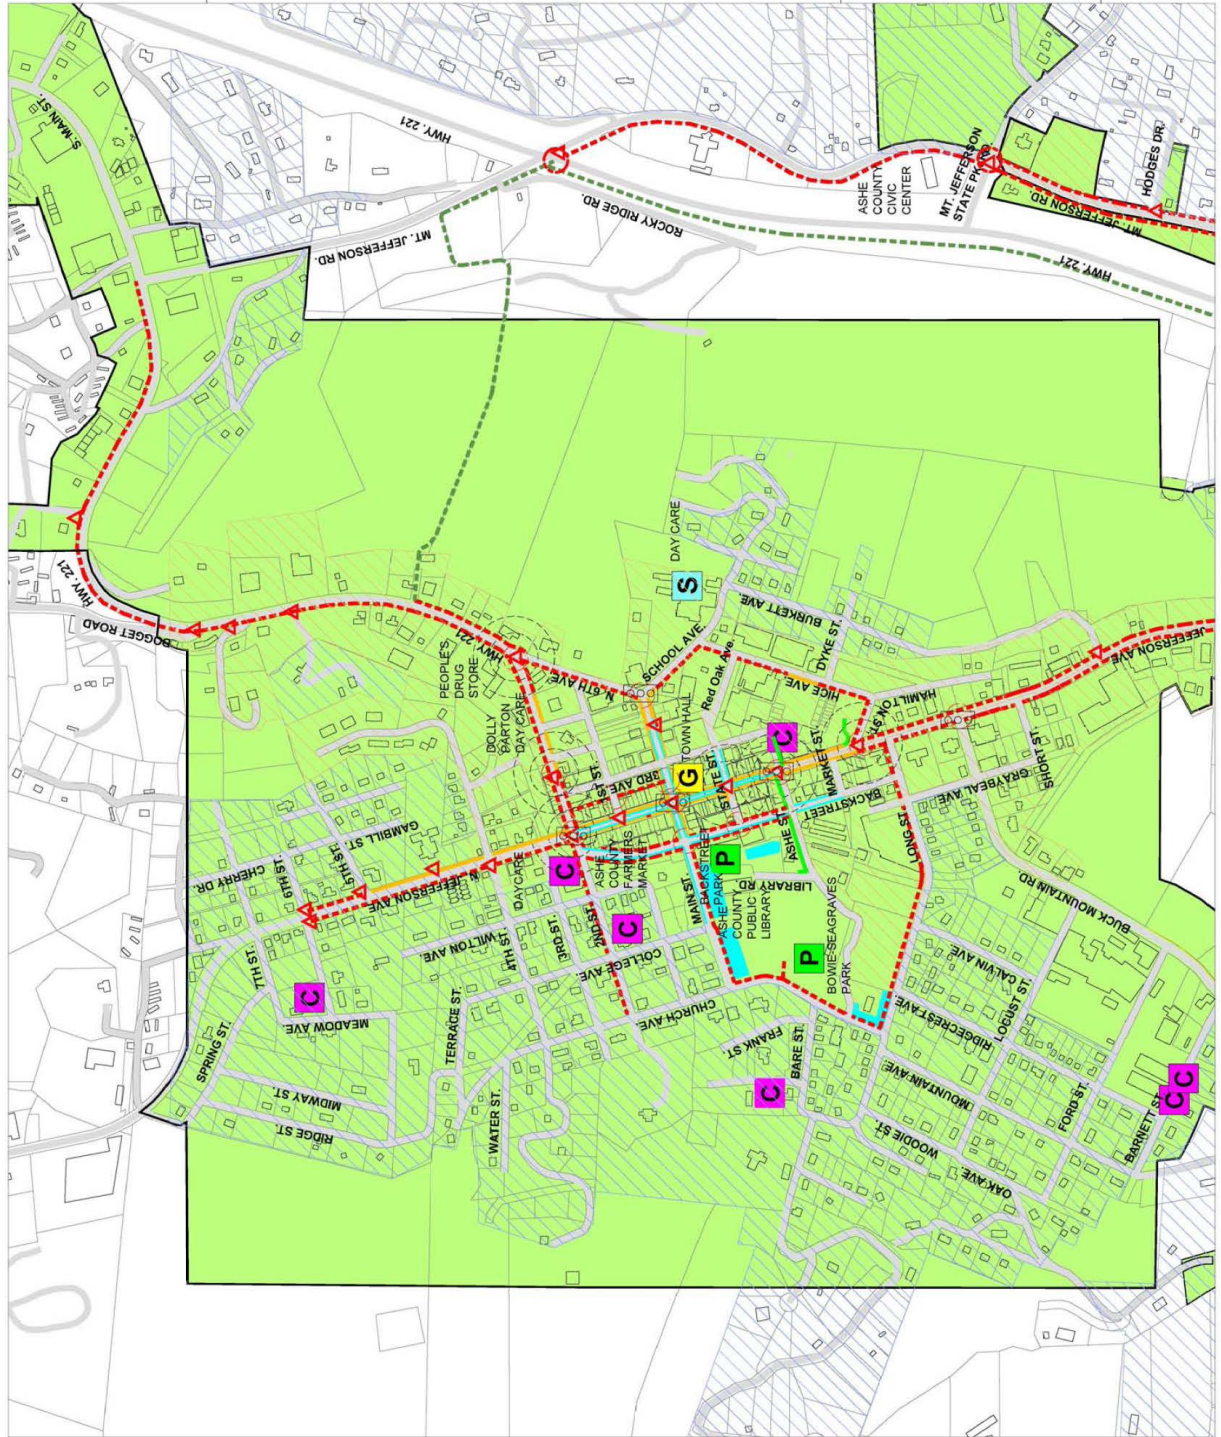 S. MAIN ST.
HWY. 221
MT. JEFFERSON RD.
ROCKY RIDGE RD.
ASHE
COUNTY
CIVIC
CENTER
MT. JEFFERSON
STATE PK. RD
HODGES DR.
MT. JEFFERSON RD.
HWY. 221
HWY. 221
DOGGET ROAD
PEOPLE'S
DRUG
STORE
HWY. 221
DOLLY
PARTON
DAY CARE
N 6TH AVE.
SCHOOL AVE.
DAY CARE
S
BURKETT AVE.
DYKE ST.
Red Oak Ave.
HICE AVE.
HAMILTON ST.
JEFFERSON AVE
TOWN HALL
G
STATE ST.
3RD AVE
1ST ST.
C
MARKET ST.
BACKSTREET
GRAYBEAL AVE
SHORT ST.
LONG ST.
ASHE ST.
CHERRY DR.
GAMBILL ST.
6TH ST.
5TH ST.
N JEFFERSON AVE
DAYCARE
C
ASHE
COUNTY
FARMERS
MARKET
MAIN ST.
BACKSTREET
PARK
P
ASHE
COUNTY
PUBLIC
LIBRARY
LIBRARY RD.
P
BOWIE-SEAGRAVES
PARK
7TH ST.
C
WILTON AVE.
4TH ST.
3RD ST.
2ND ST.
C
COLLEGE AVE.
CHURCH AVE.
MEADOW AVE.
SPRING ST.
TERRACE ST.
MIDWAY ST.
RIDGE ST.
WATER ST.
FRANK ST.
BARE ST.
C
RIDGECREST AVE
CALVIN AVE
LOCUST ST.
BUCK MOUNTAIN RD
MOUNTAIN AVE
WOODIE ST.
FORD ST.
OAK AVE.
BARNETT ST.
C
C